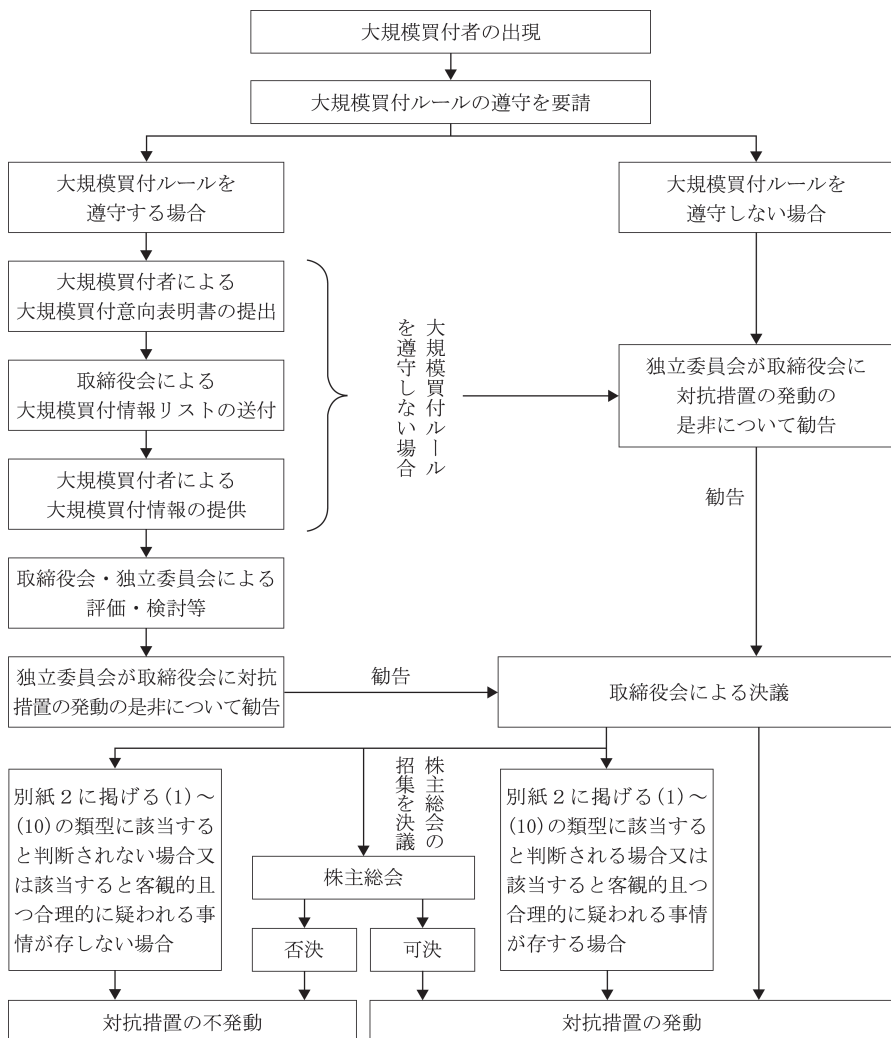 大規模買付者の出現
大規模買付ルールの遵守を要請
大規模買付ルールを
遵守する場合
大規模買付ルールを
遵守しない場合
大規模買付者による
大規模買付意向表明書の提出
取締役会による
大規模買付情報リストの送付
大規模買付者による
大規模買付情報の提供
大規模買付ルール
を遵守しない場合
独立委員会が取締役会に
対抗措置の発動の
是非について勧告
勧告
取締役会・独立委員会による
評価・検討等
独立委員会が取締役会に対抗
措置の発動の是非について勧告
勧告
取締役会による決議
別紙2に掲げる(1)~
(10)の類型に該当する
と判断されない場合又
は該当すると客観的且
つ合理的に疑われる事
情が存しない場合
株主総会の
招集を決議
株主総会
否決
可決
別紙2に掲げる(1)~
(10)の類型に該当する
と判断される場合又は
該当すると客観的且つ
合理的に疑われる事情
が存する場合
対抗措置の不発動
対抗措置の発動